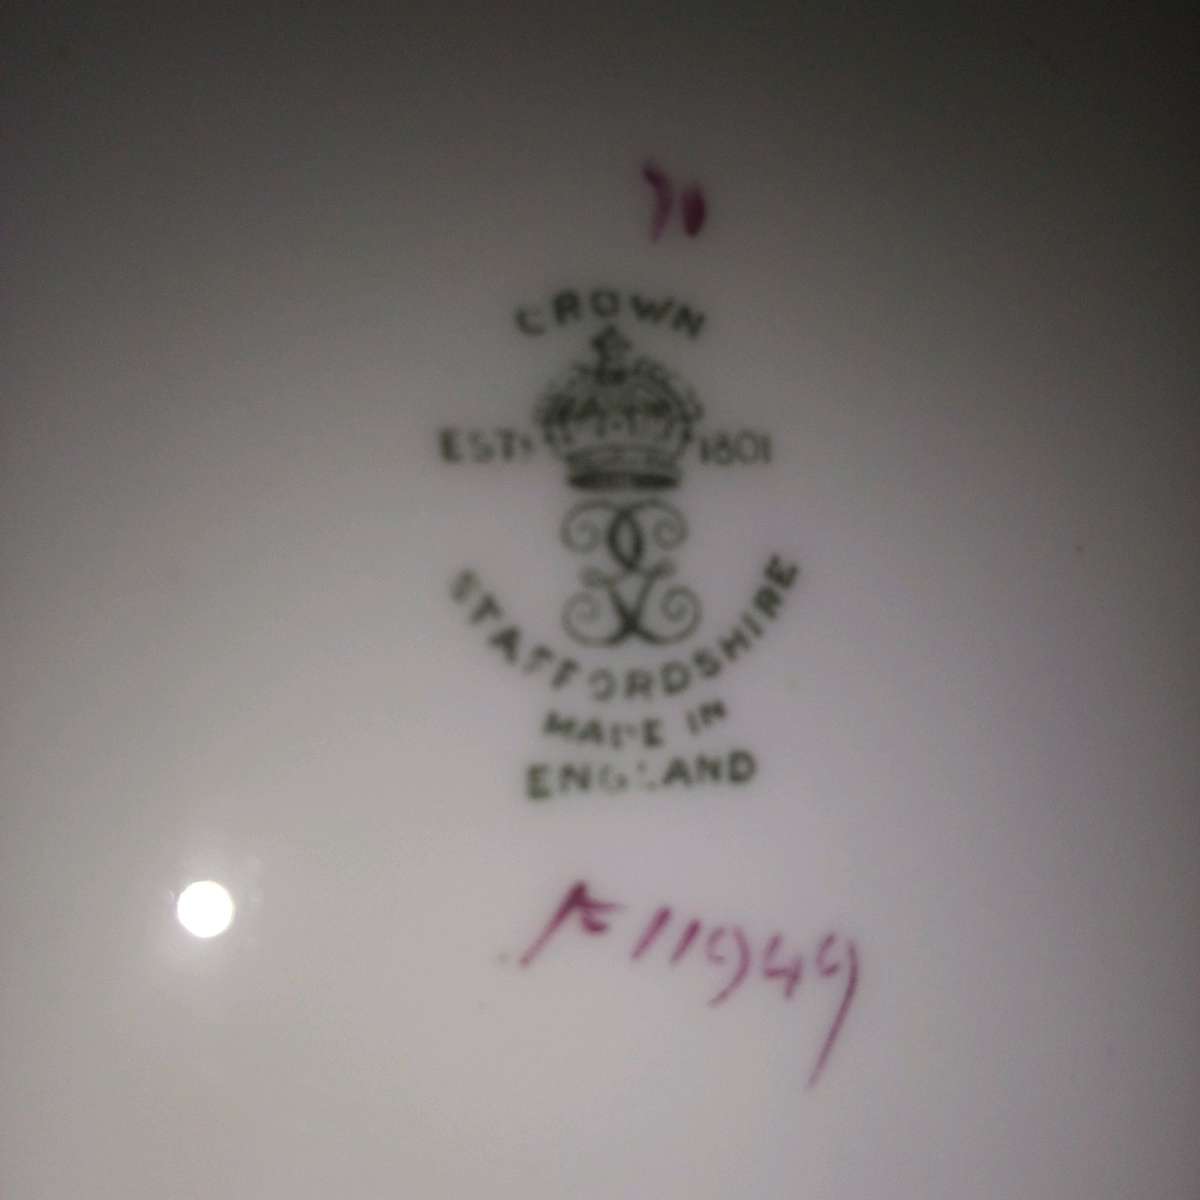 CROWN
ESTD 1801
STAFFORDSHIRE
MADE IN
ENGLAND
F11949